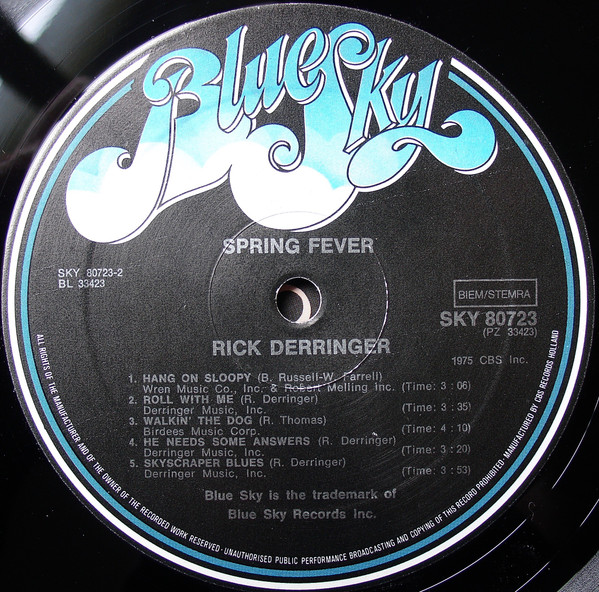 Blue Sky
SPRING FEVER
SKY 80723-2
BL 33423
BIEM/STEMRA
SKY 80723
(PZ 33423)
RICK DERRINGER
1975 CBS Inc.
1. HANG ON SLOOPY (B. Russell-W. Farrell)
Wren Music Co., Inc. & Robert Melling Inc. (Time: 3 : 06)
2. ROLL WITH ME (R. Derringer)
Derringer Music, Inc. (Time: 3 : 35)
3. WALKIN' THE DOG (R. Thomas)
Birdees Music Corp. (Time: 4 : 10)
4. HE NEEDS SOME ANSWERS (R. Derringer)
Derringer Music, Inc. (Time: 3 : 20)
5. SKYSCRAPER BLUES (R. Derringer)
Derringer Music, Inc. (Time: 3 : 53)
Blue Sky is the trademark of
Blue Sky Records Inc.
ALL RIGHTS OF THE MANUFACTURER AND OF THE OWNER OF THE RECORDED WORK RESERVED - UNAUTHORISED PUBLIC PERFORMANCE BROADCASTING AND COPYING OF THIS RECORD PROHIBITED - MANUFACTURED BY CBS RECORDS HOLLAND